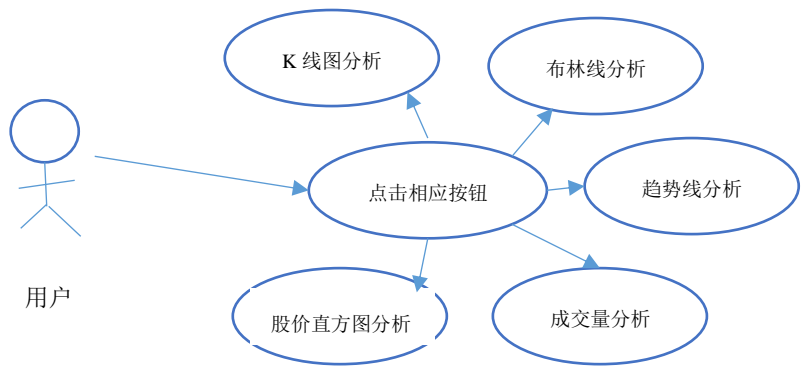 K 线图分析
布林线分析
点击相应按钮
趋势线分析
用户
股价直方图分析
成交量分析